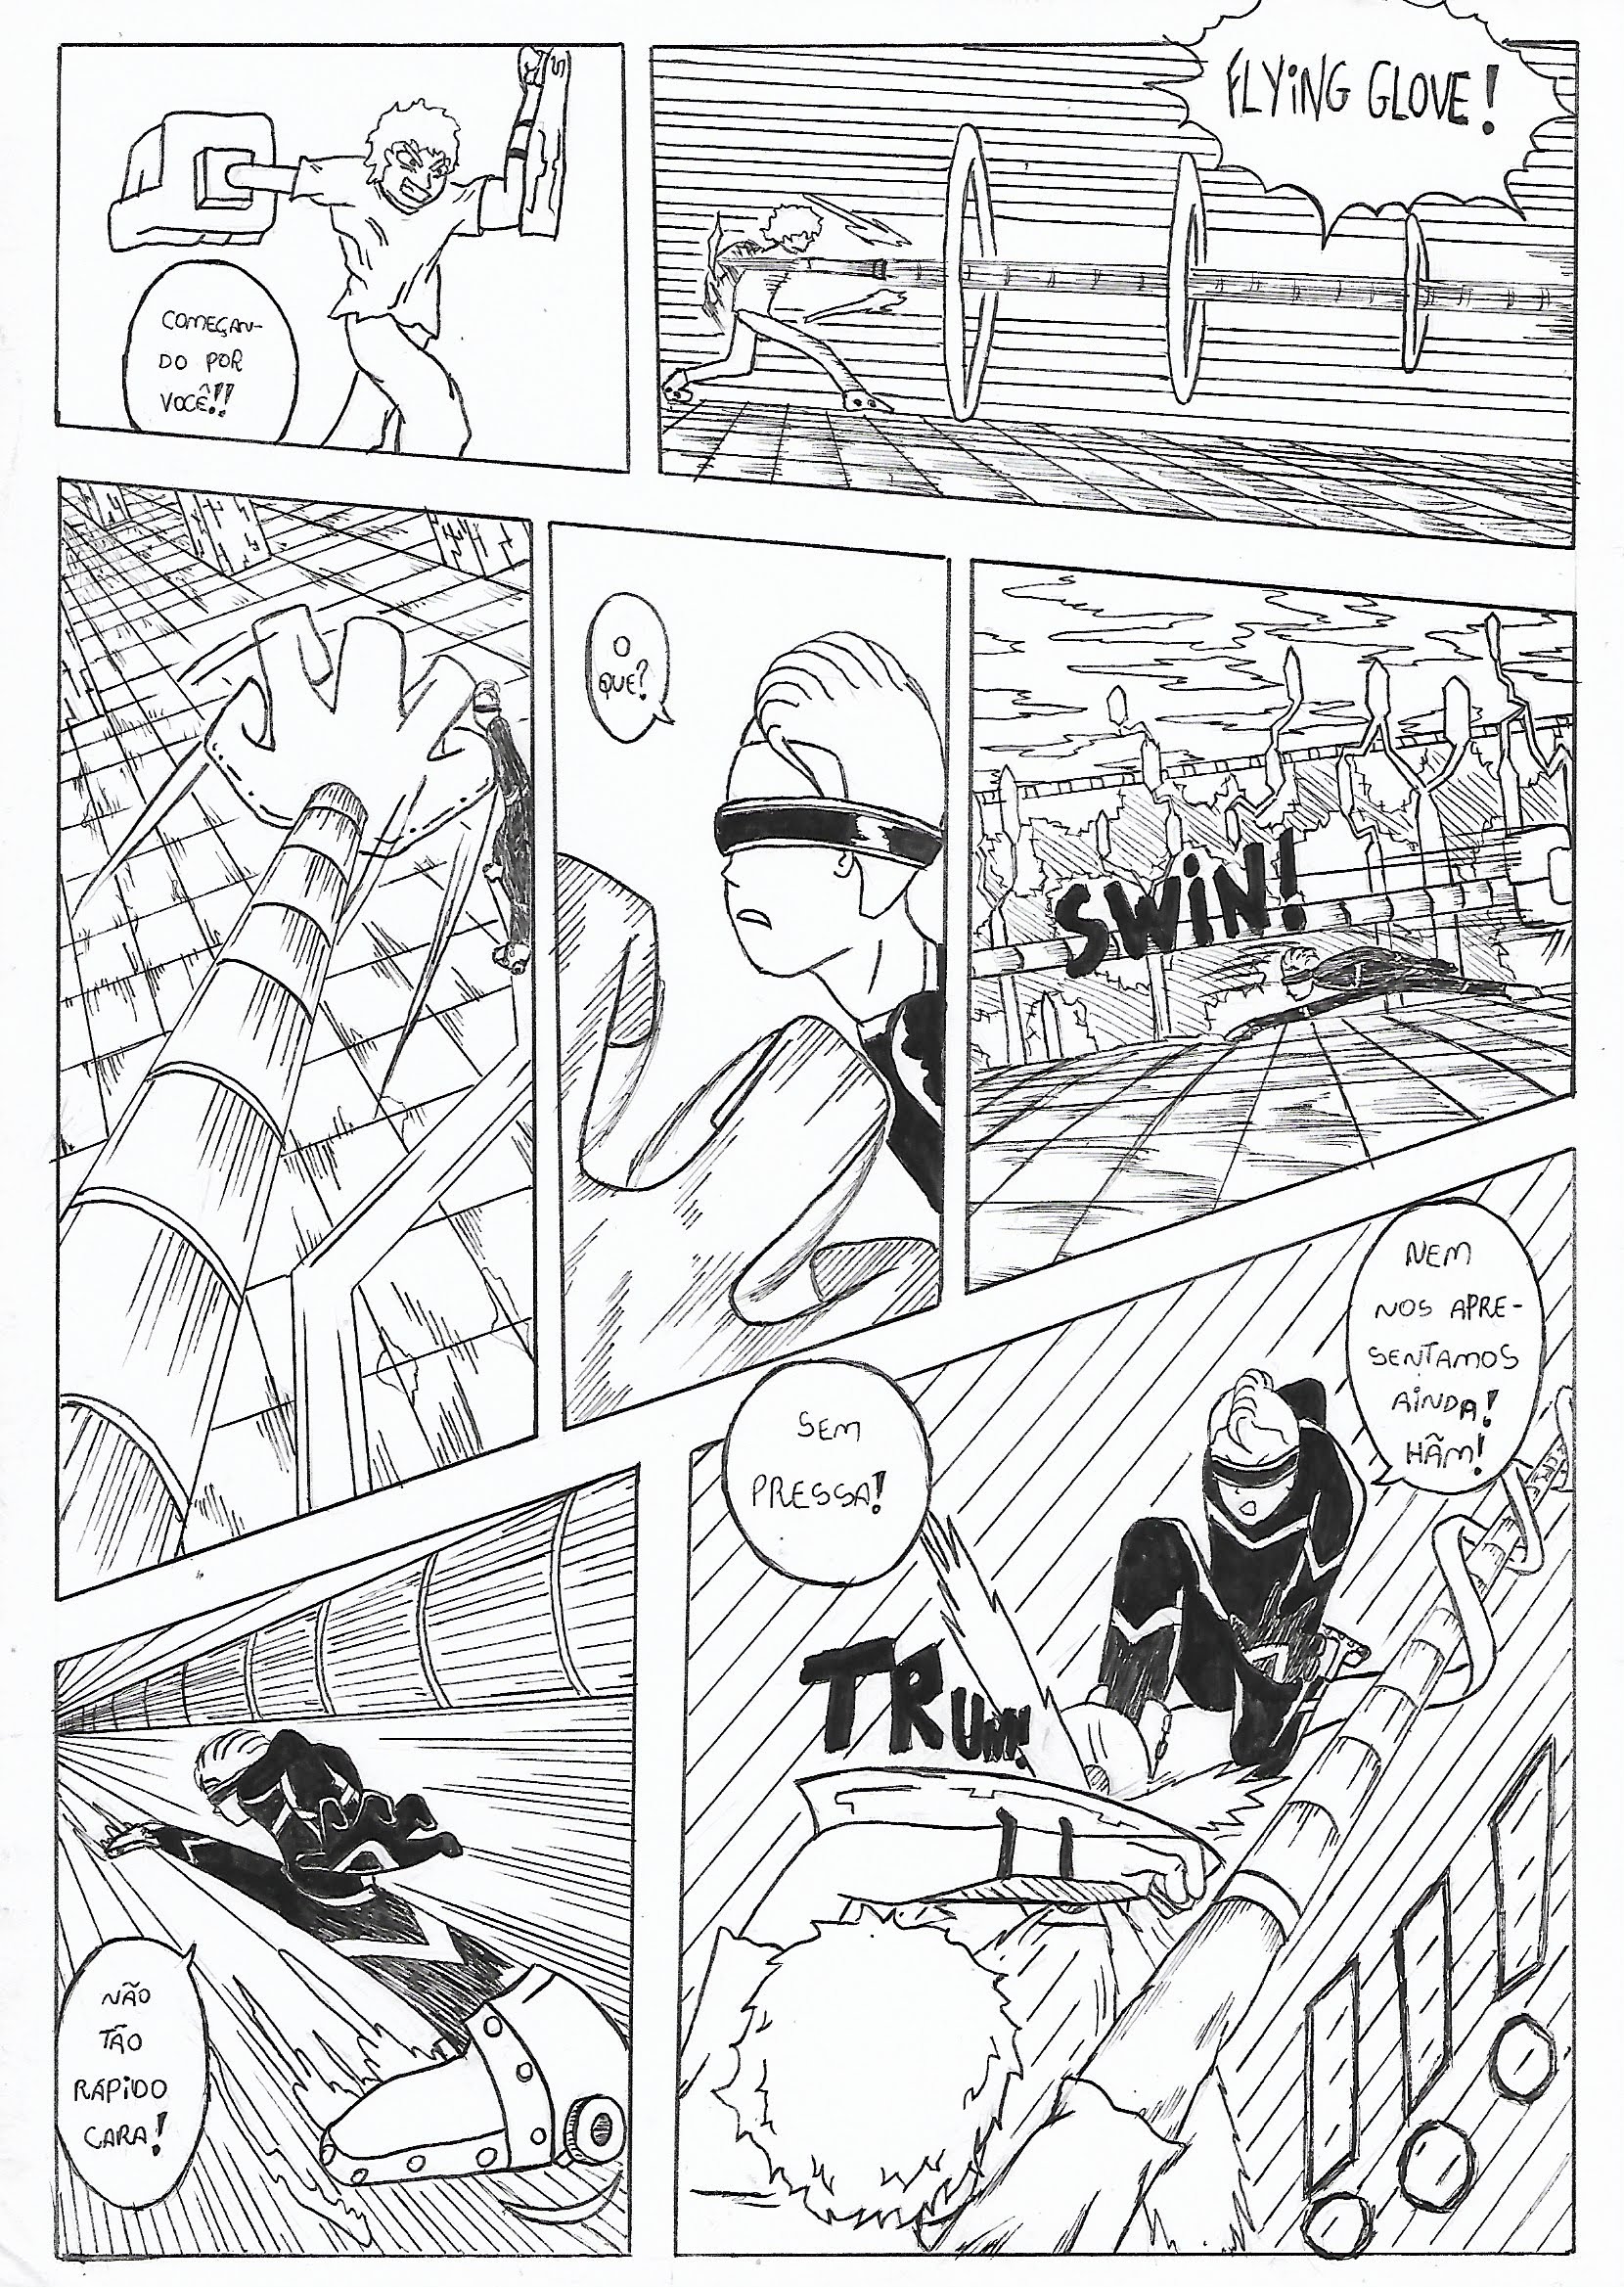 COMEÇAN-
DO POR
VOCÊ!!
FLYiNG GLOVE!
O
QUE?
SWiN!
NÃO
TÃO
RÁPiDO
CARA!
SEM
PRESSA!
NEM
NOS APRE-
SENTAMOS
AiNDA!
HÃM!
TRUM!
!!!